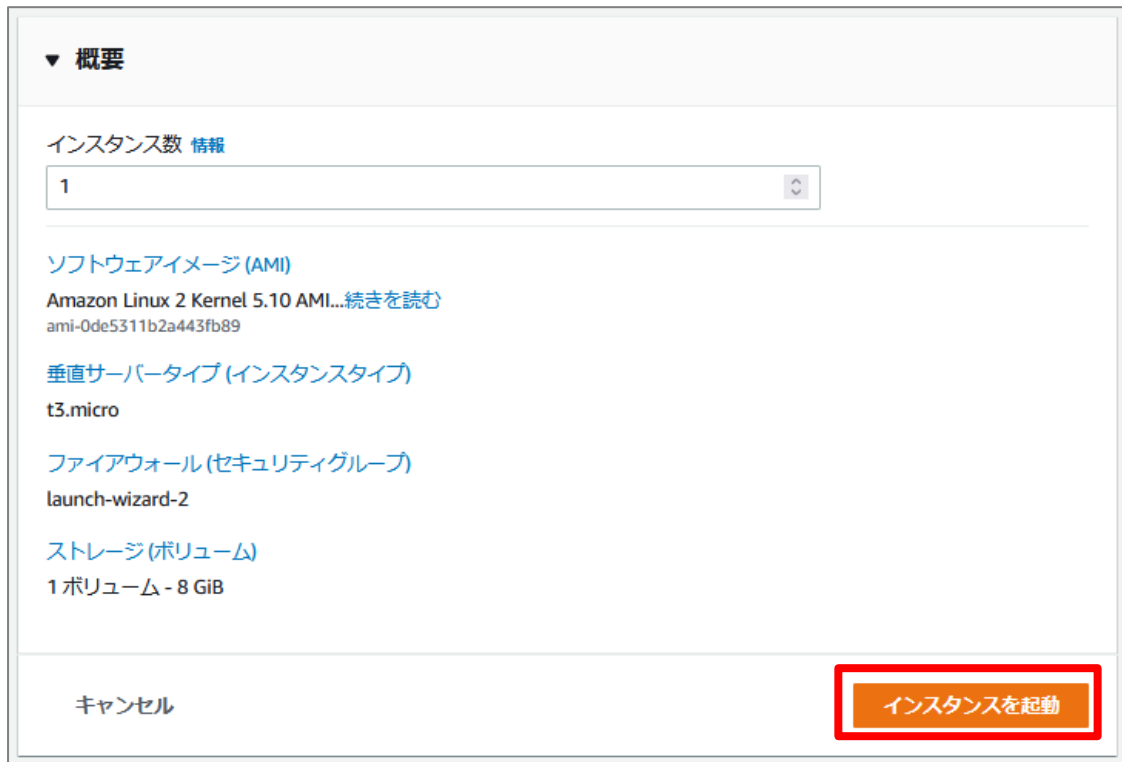 ▼ 概要
インスタンス数 情報
1
ソフトウェアイメージ (AMI)
Amazon Linux 2 Kernel 5.10 AMI...続きを読む
ami-0de5311b2a443fb89
垂直サーバータイプ (インスタンスタイプ)
t3.micro
ファイアウォール (セキュリティグループ)
launch-wizard-2
ストレージ (ボリューム)
1 ボリューム - 8 GiB
キャンセル インスタンスを起動